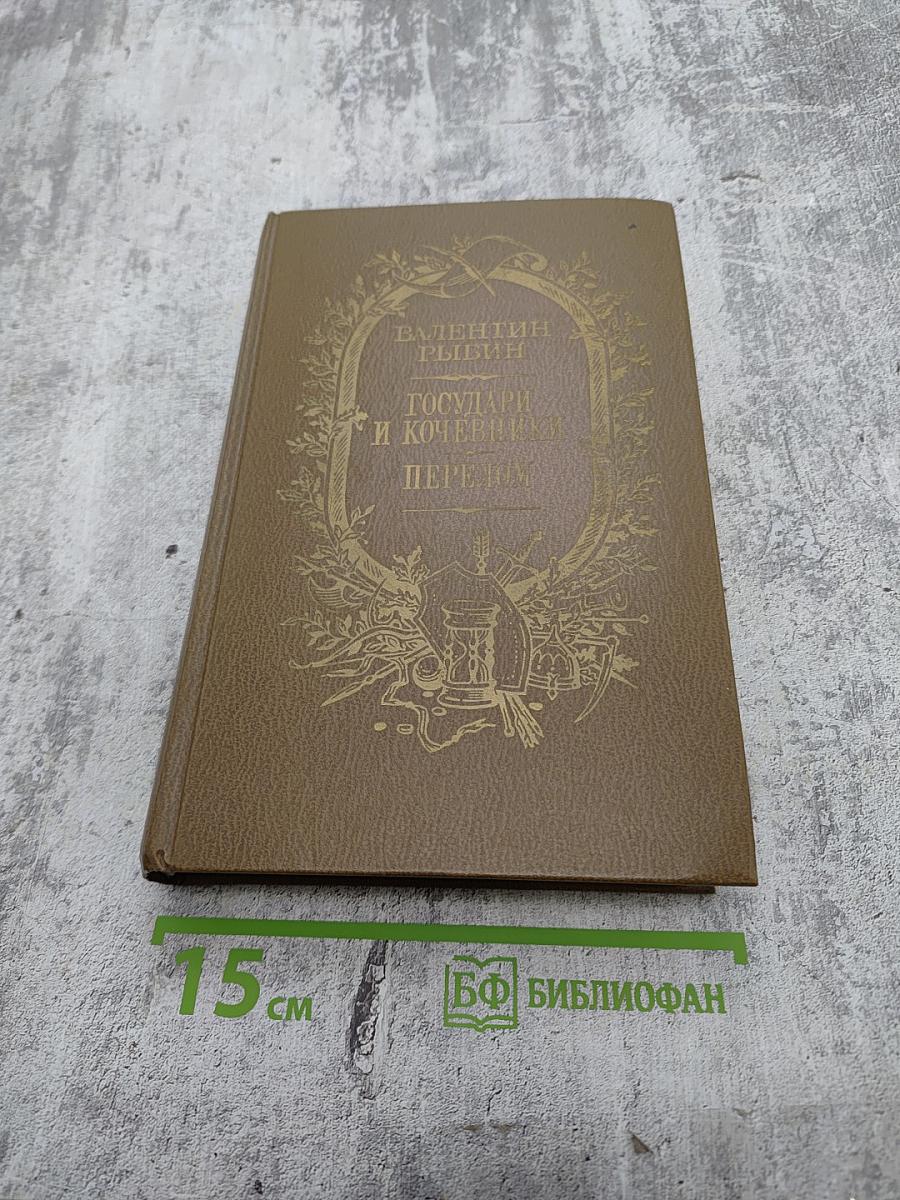 ВАЛЕНТИН
РЫБИН
ГОСУДАРИ
И КОЧЕВНИКИ
ПЕРЕЛОМ
15 см
БФ БИБЛИОФАН